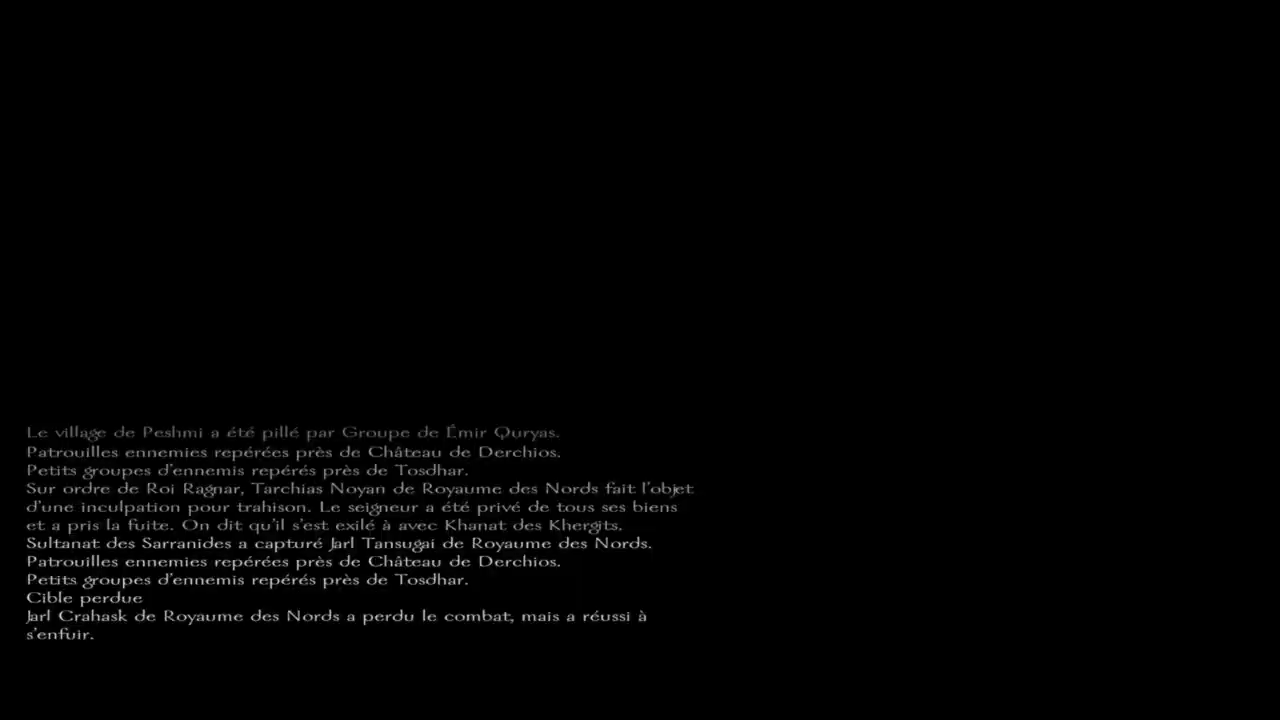 Le village de Peshmi a été pillé par Groupe de Émir Quryas.
Patrouilles ennemies repérées près de Château de Derchios.
Petits groupes d'ennemis repérés près de Tosdhar.
Sur ordre de Roi Ragnar, Tarchias Noyan de Royaume des Nords fait l'objet
d'une inculpation pour trahison. Le seigneur a été privé de tous ses biens
et a pris la fuite. On dit qu'il s'est exilé à avec Khanat des Khergits.
Sultanat des Sarranides a capturé Jarl Tansugai de Royaume des Nords.
Patrouilles ennemies repérées près de Château de Derchios.
Petits groupes d'ennemis repérés près de Tosdhar.
Cible perdue
Jarl Crahask de Royaume des Nords a perdu le combat, mais a réussi à
s'enfuir.